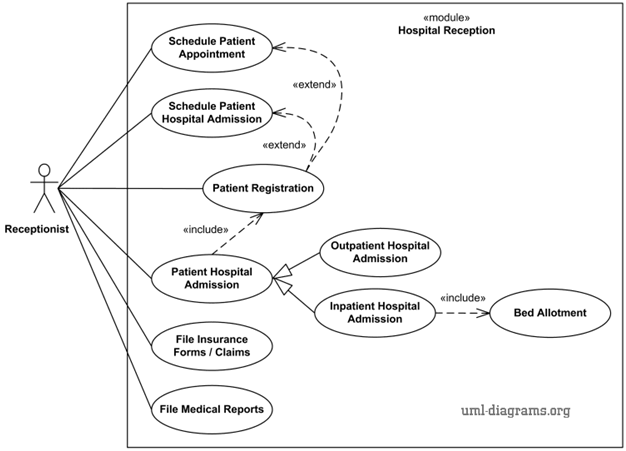 «module»
Hospital Reception
Schedule Patient
Appointment
«extend»
Schedule Patient
Hospital Admission
«extend»
Patient Registration
Receptionist
«include»
Outpatient Hospital
Admission
Patient Hospital
Admission
Inpatient Hospital
Admission
«include»
Bed Allotment
File Insurance
Forms / Claims
File Medical Reports
uml-diagrams.org